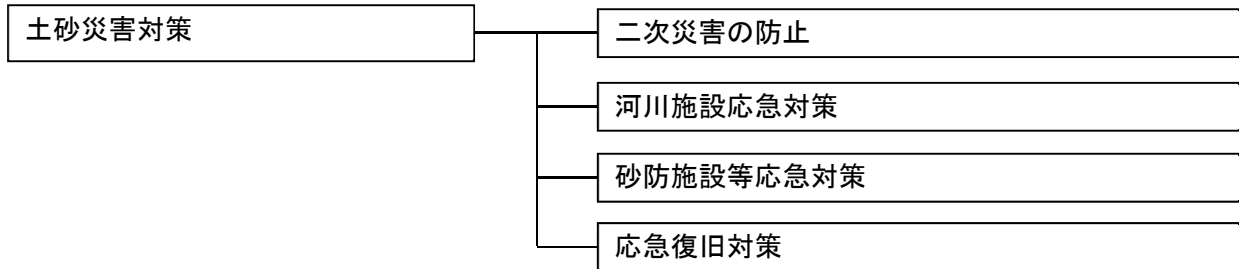 土砂災害対策
二次災害の防止
河川施設応急対策
砂防施設等応急対策
応急復旧対策